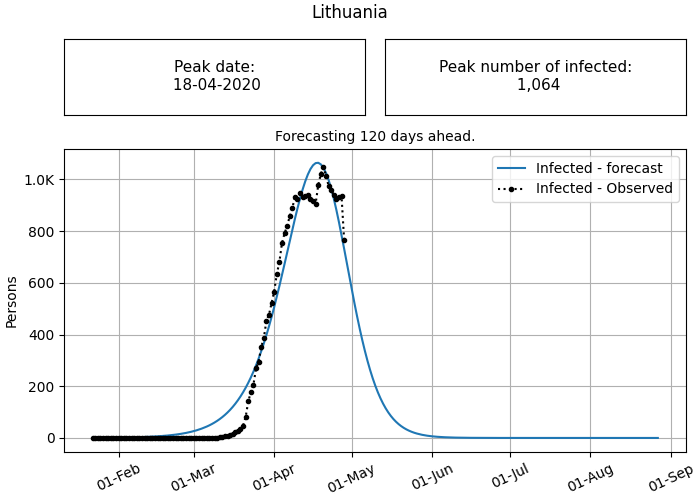 Lithuania
Peak date:
18-04-2020
Peak number of infected:
1,064
Forecasting 120 days ahead.
Infected - forecast
Infected - Observed
1.0K
800
600
400
200
0
Persons
01-Feb
01-Mar
01-Apr
01-May
01-Jun
01-Jul
01-Aug
01-Sep